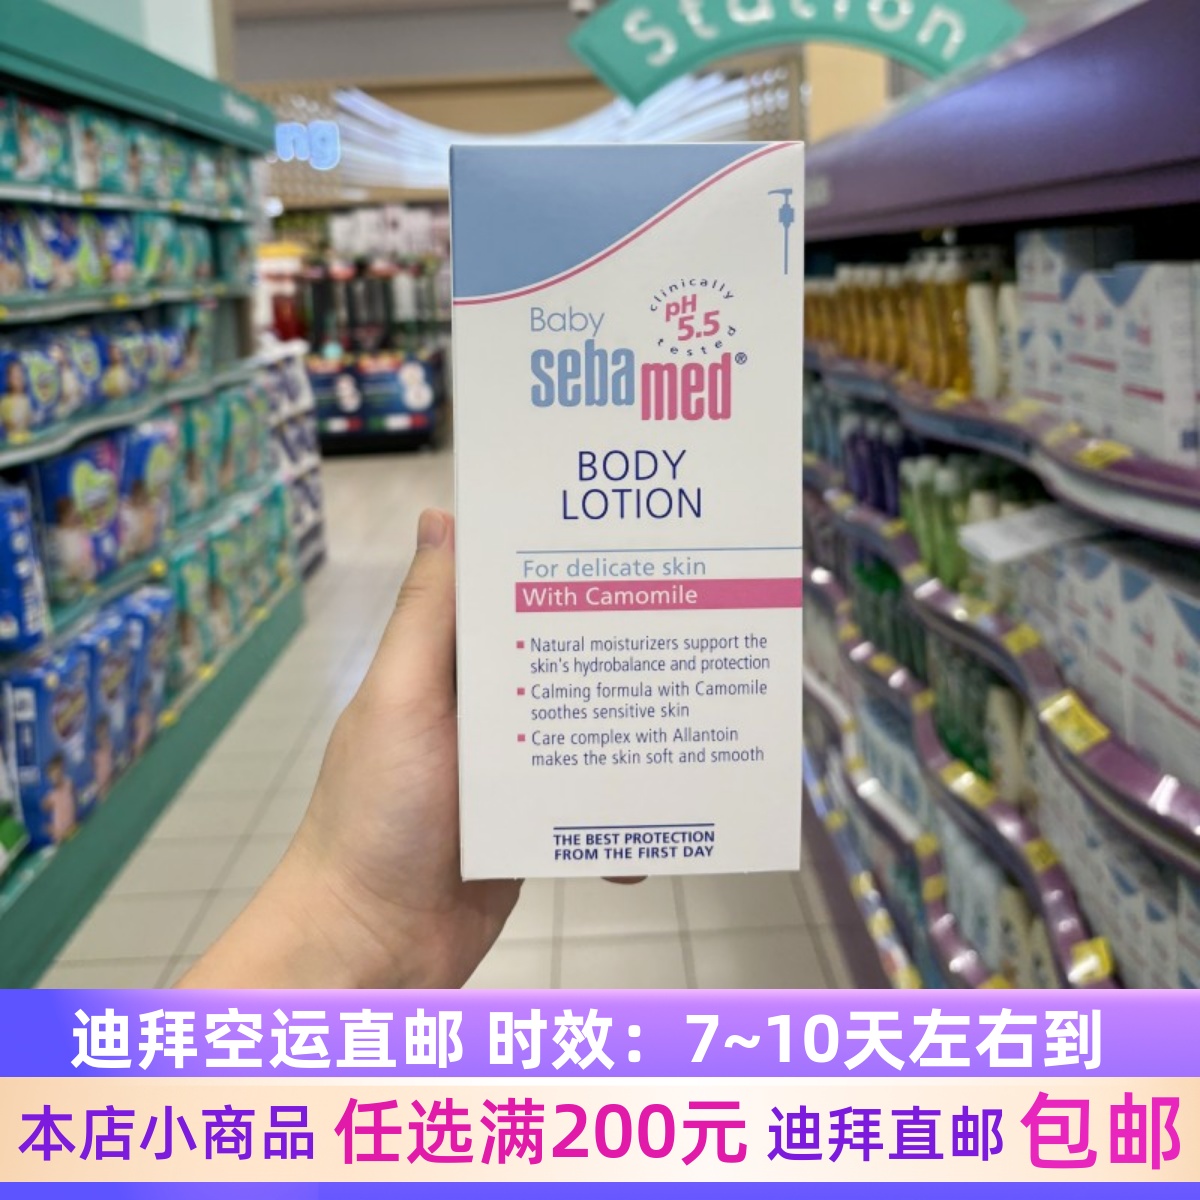 Station
ng
Baby
clinically
pH
5.5
tested
sebamed®
BODY
LOTION
For delicate skin
With Camomile
Natural moisturizers support the
skin's hydrobalance and protection
Calming formula with Camomile
soothes sensitive skin
Care complex with Allantoin
makes the skin soft and smooth
THE BEST PROTECTION
FROM THE FIRST DAY
迪拜空运直邮 时效：7~10天左右到
本店小商品 任选满200元 迪拜直邮 包邮